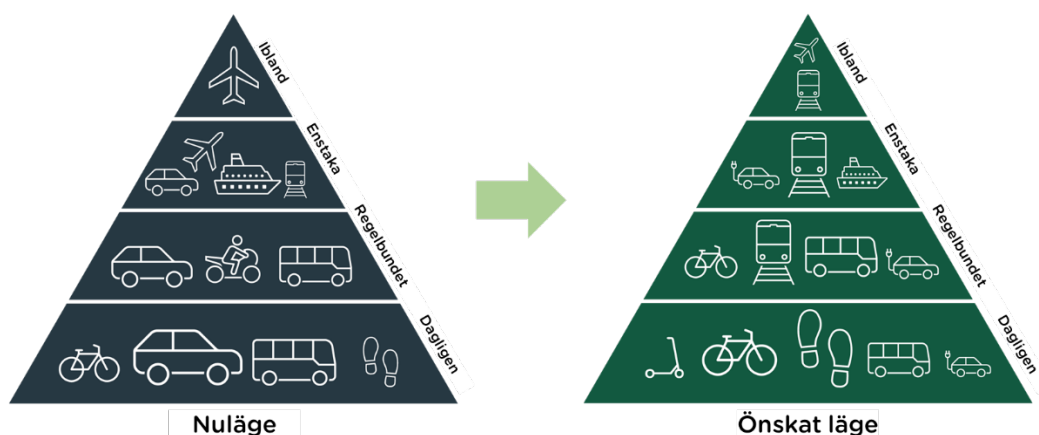 Ibland
Enstaka
Regelbundet
Dagligen
Nuläge
Ibland
Enstaka
Regelbundet
Dagligen
Önskat läge